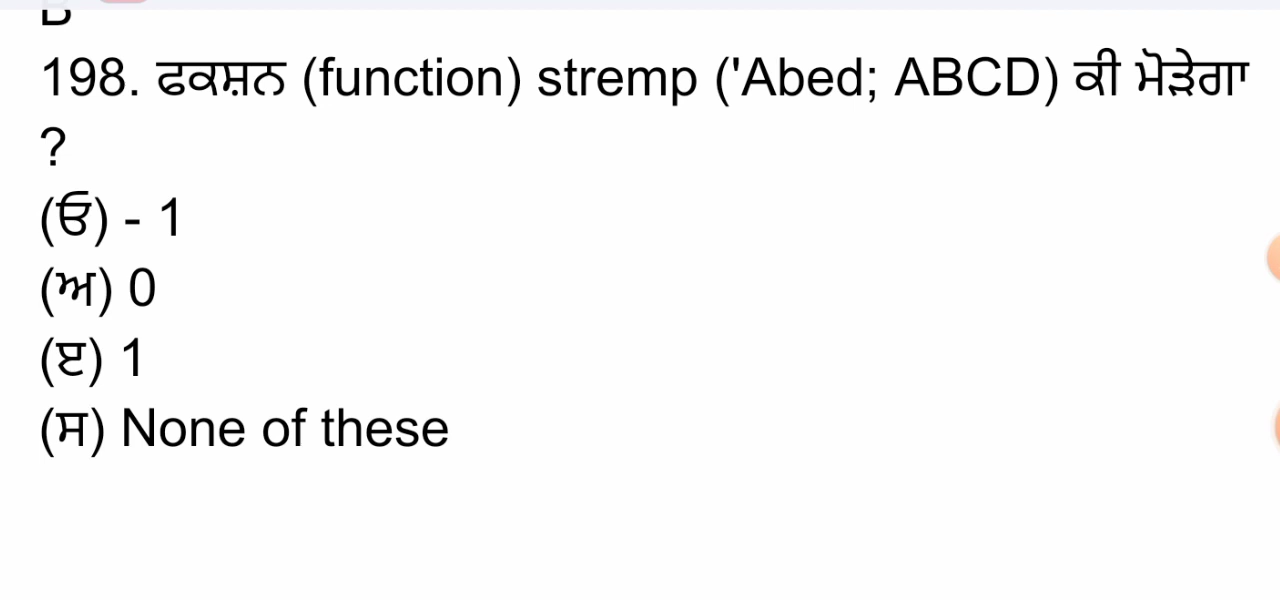 198. ਫਕਸ਼ਨ (function) stremp ('Abed; ABCD) ਕੀ ਮੋੜੇਗਾ
?
(ੳ) - 1
(ਅ) 0
(ੲ) 1
(ਸ) None of these